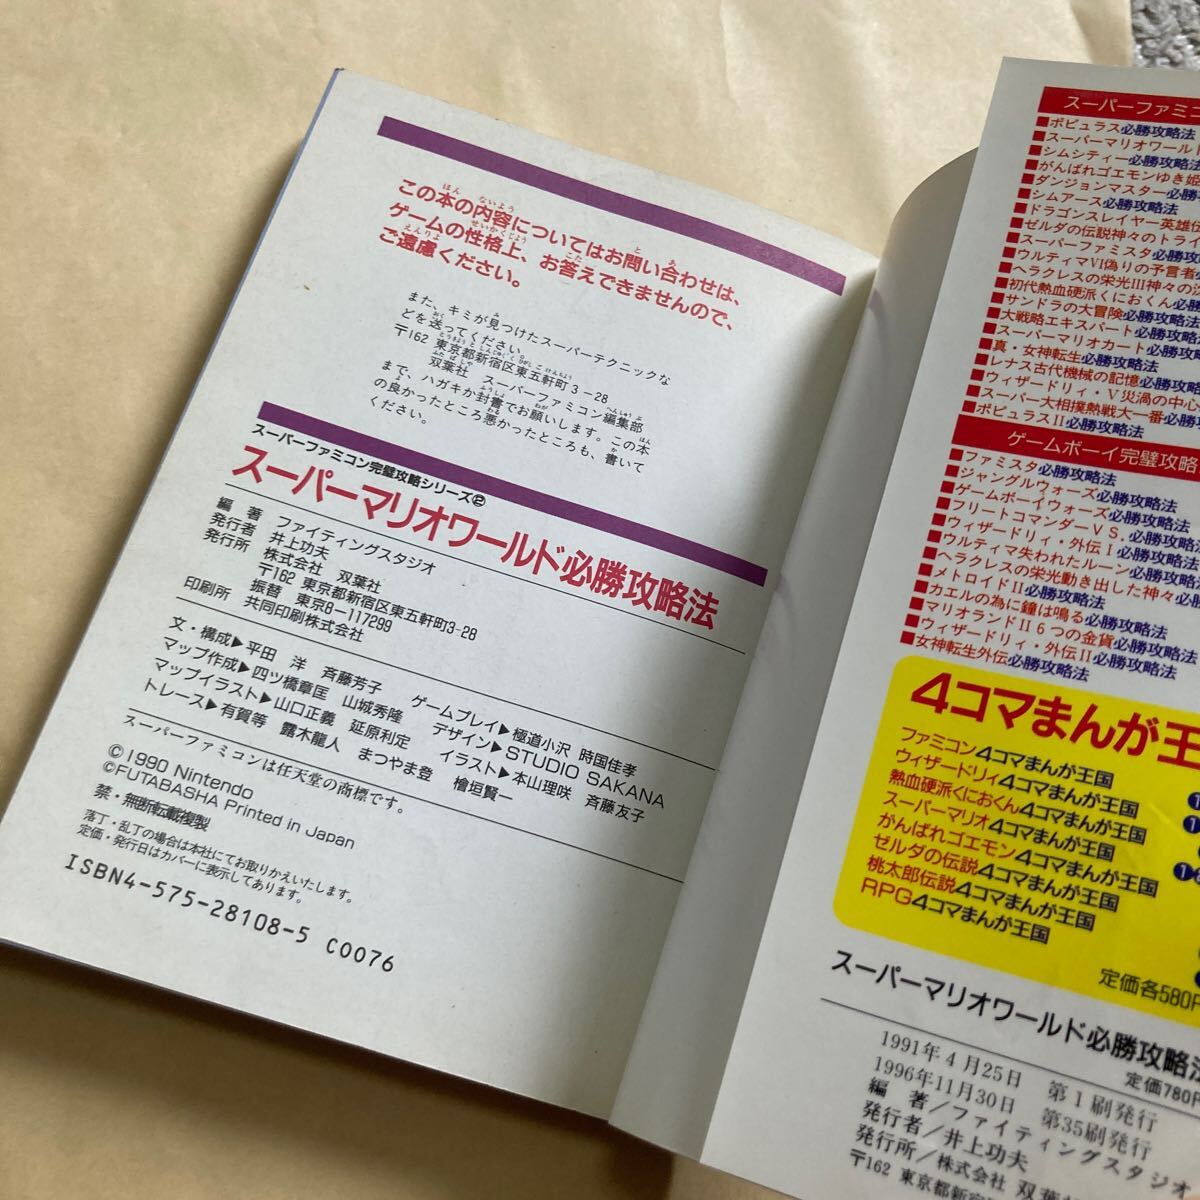 この本の内容についてはお問い合わせは、
ゲームの性格上、お答えできませんので、
ご遠慮ください。
また、キミが見つけたスーパーテクニックな
どを送ってください。
〒162 東京都新宿区東五軒町3-28
双葉社 スーパーファミコン編集部
まで、ハガキか封書でお願いします。この本
の良かったところ悪かったところも、書いて
ください。
スーパーファミコン完璧攻略シリーズ②
スーパーマリオワールド必勝攻略法
編著 ファイティングスタジオ
発行者 井上功夫
発行所 株式会社 双葉社
〒162 東京都新宿区東五軒町3-28
振替 東京8-117299
印刷所 共同印刷株式会社
文・構成▶平田 洋 斉藤芳子 ゲームプレイ▶極道小沢 時国佳孝
マップ作成▶四ツ橋章匡 山城秀隆 デザイン▶STUDIO SAKANA
マップイラスト▶山口正義 延原利定 イラスト▶本山理咲 斉藤友子
トレース▶有賀等 露木龍人 まつやま登 檜垣賢一
スーパーファミコンは任天堂の商標です。
©1990 Nintendo
©FUTABASHA Printed in Japan
禁・無断転載複製
落丁・乱丁の場合は本社にてお取りかえいたします。
定価・発行日はカバーに表示してあります。
ISBN4-575-28108-5 C0076
スーパーファミコ
■ポピュラス必勝攻略法
■スーパーマリオワールド
■シムシティー必勝攻略法
■がんばれゴエモンゆき姫
■ダンジョンマスター必勝
■シムアース必勝攻略法
■ドラゴンスレイヤー英雄伝
■ゼルダの伝説神々のトライ
■スーパーファミスタ必勝攻略
■ウルティマVI偽りの予言者
■ヘラクレスの栄光III神々の沈
■初代熱血硬派くにおくん必勝
■サンドラの大冒険必勝攻略法
■大戦略エキスパート必勝攻略
■スーパーマリオカート必勝攻略
■真・女神転生必勝攻略法
■レナス古代機械の記憶必勝攻
■ウィザードリィ・V災渦の中心
■スーパー大相撲熱戦大一番必勝
■ポピュラスII必勝攻略法
ゲームボーイ完璧攻略
■ファミスタ必勝攻略法
■ジャングルウォーズ必勝攻略法
■ゲームボーイウォーズ必勝攻略法
■フリートコマンダーVS.必勝攻略法
■ウィザードリィ・外伝I必勝攻略法
■ウルティマ失われたルーン必勝攻略法
■ヘラクレスの栄光動き出した神々必勝
■メトロイドII必勝攻略法
■カエルの為に鐘は鳴る必勝攻略法
■マリオランドII6つの金貨必勝攻略法
■ウィザードリィ・外伝II必勝攻略法
■女神転生外伝必勝攻略法
4コマまんが王
ファミコン4コマまんが王国
ウィザードリィ4コマまんが王国
熱血硬派くにおくん4コマまんが王国
スーパーマリオ4コマまんが王国
がんばれゴエモン4コマまんが王国
ゼルダの伝説4コマまんが王国
桃太郎伝説4コマまんが王国
RPG4コマまんが王国
定価各580円
スーパーマリオワールド必勝攻略法
定価780円
1991年4月25日 第1刷発行
1996年11月30日 第35刷発行
編 著/ファイティングスタジオ
発行者/井上功夫
発行所/株式会社 双葉
〒162 東京都新宿